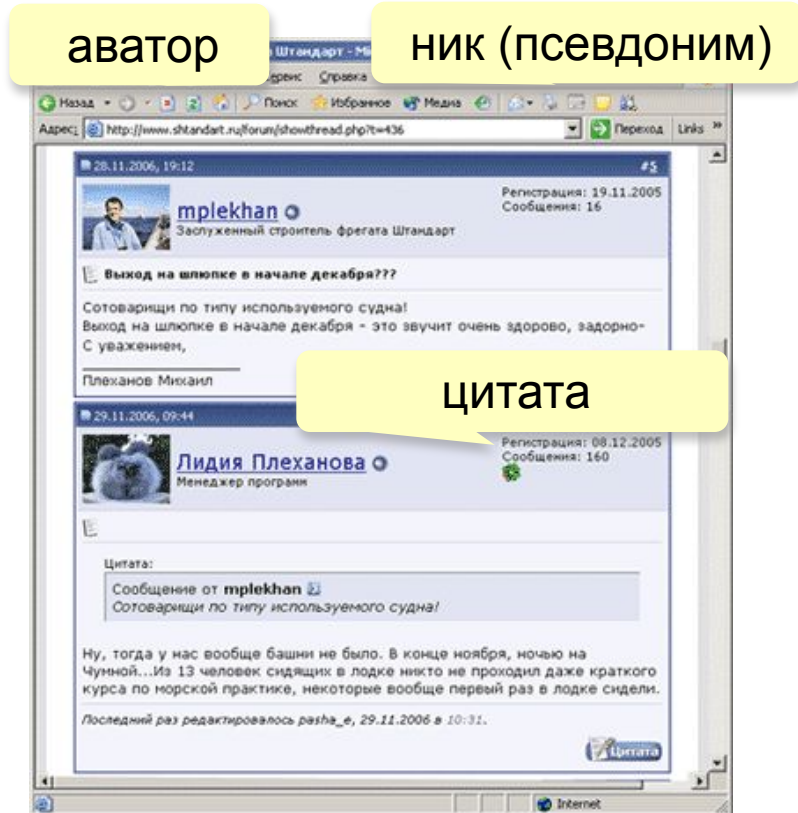 аватор
ник (псевдоним)
Штандарт - Mi
ервис Справка
Назад Поиск Избранное Медиа
Адрес: http://www.shtandart.ru/forum/showthread.php?t=436 Переход Links »
28.11.2006, 19:12 #5
mplekhan
Заслуженный строитель фрегата Штандарт
Регистрация: 19.11.2005
Сообщения: 16
Выход на шлюпке в начале декабря???
Сотоварищи по типу используемого судна!
Выход на шлюпке в начале декабря - это звучит очень здорово, задорно-
С уважением,
Плеханов Михаил
цитата
29.11.2006, 09:44
Лидия Плеханова
Менеджер программ
Регистрация: 08.12.2005
Сообщения: 160
Цитата:
Сообщение от mplekhan
Сотоварищи по типу используемого судна!
Ну, тогда у нас вообще башни не было. В конце ноября, ночью на
Чумной...Из 13 человек сидящих в лодке никто не проходил даже краткого
курса по морской практике, некоторые вообще первый раз в лодке сидели.
Последний раз редактировалось pasha_e, 29.11.2006 в 10:31.
Цитата
Internet